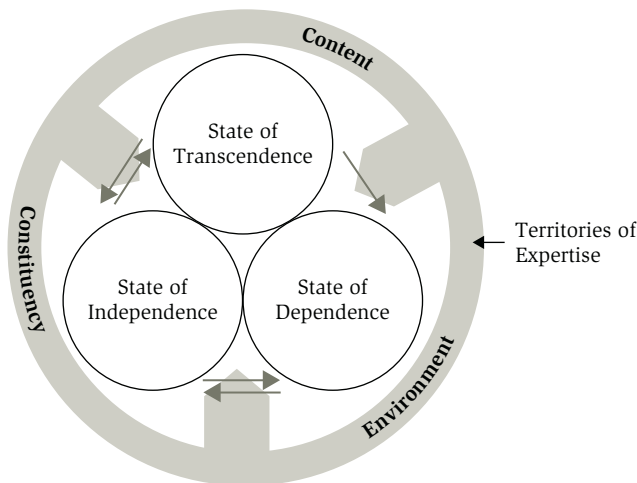 Content
State of
Transcendence
Constituency
Territories of
Expertise
State of
Independence
State of
Dependence
Environment